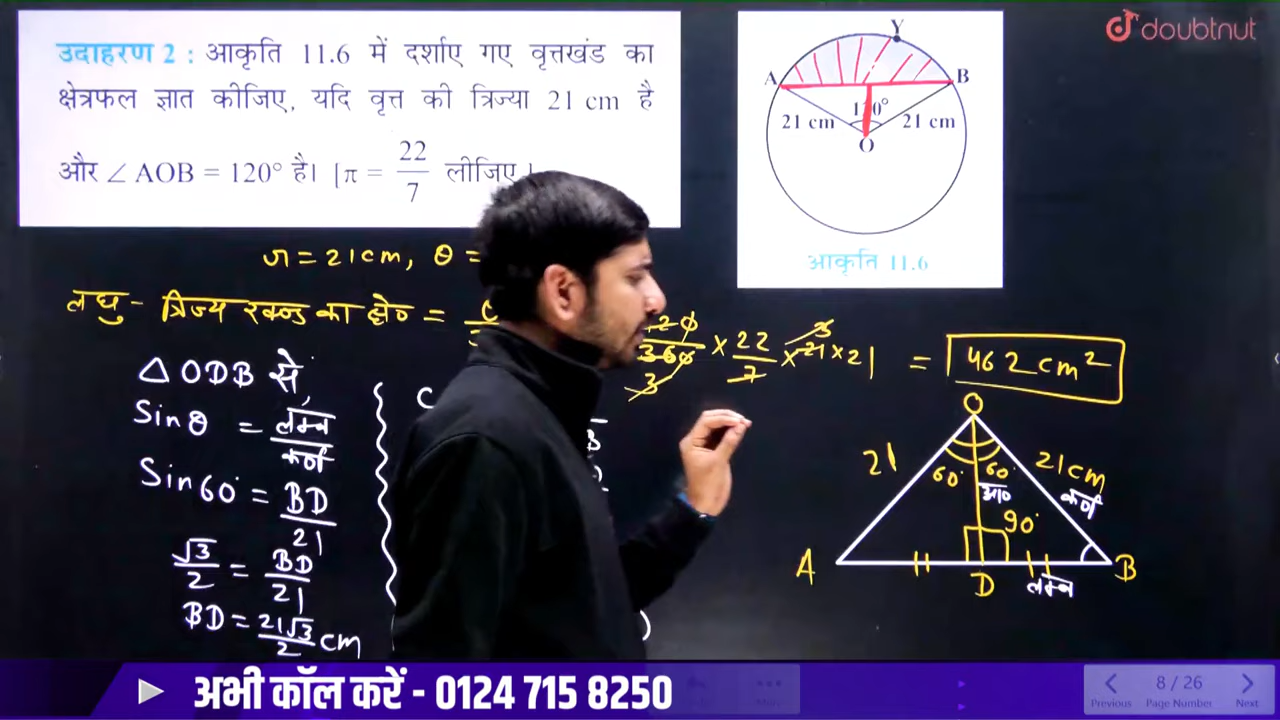 doubtnut
उदाहरण 2 : आकृति 11.6 में दर्शाए गए वृत्तखंड का
क्षेत्रफल ज्ञात कीजिए, यदि वृत्त की त्रिज्या 21 cm है
और ∠ AOB = 120° है। [π = 22/7 लीजिए
Y
A
B
120°
21 cm
21 cm
O
आकृति 11.6
r = 21cm, θ =
लघु - त्रिज्य खण्ड का क्षे० =
× 22/7 × 21 × 21 = 462 cm²
△ ODB से,
Sinθ = लम्ब/कर्ण
Sin60° = BD/21
√3/2 = BD/21
BD = 21√3/2 cm
O
21
60°
60°
21cm
आ०
कर्ण
90°
A
D
B
लम्ब
अभी कॉल करें - 0124 715 8250
Previous
8 / 26
Page Number
Next